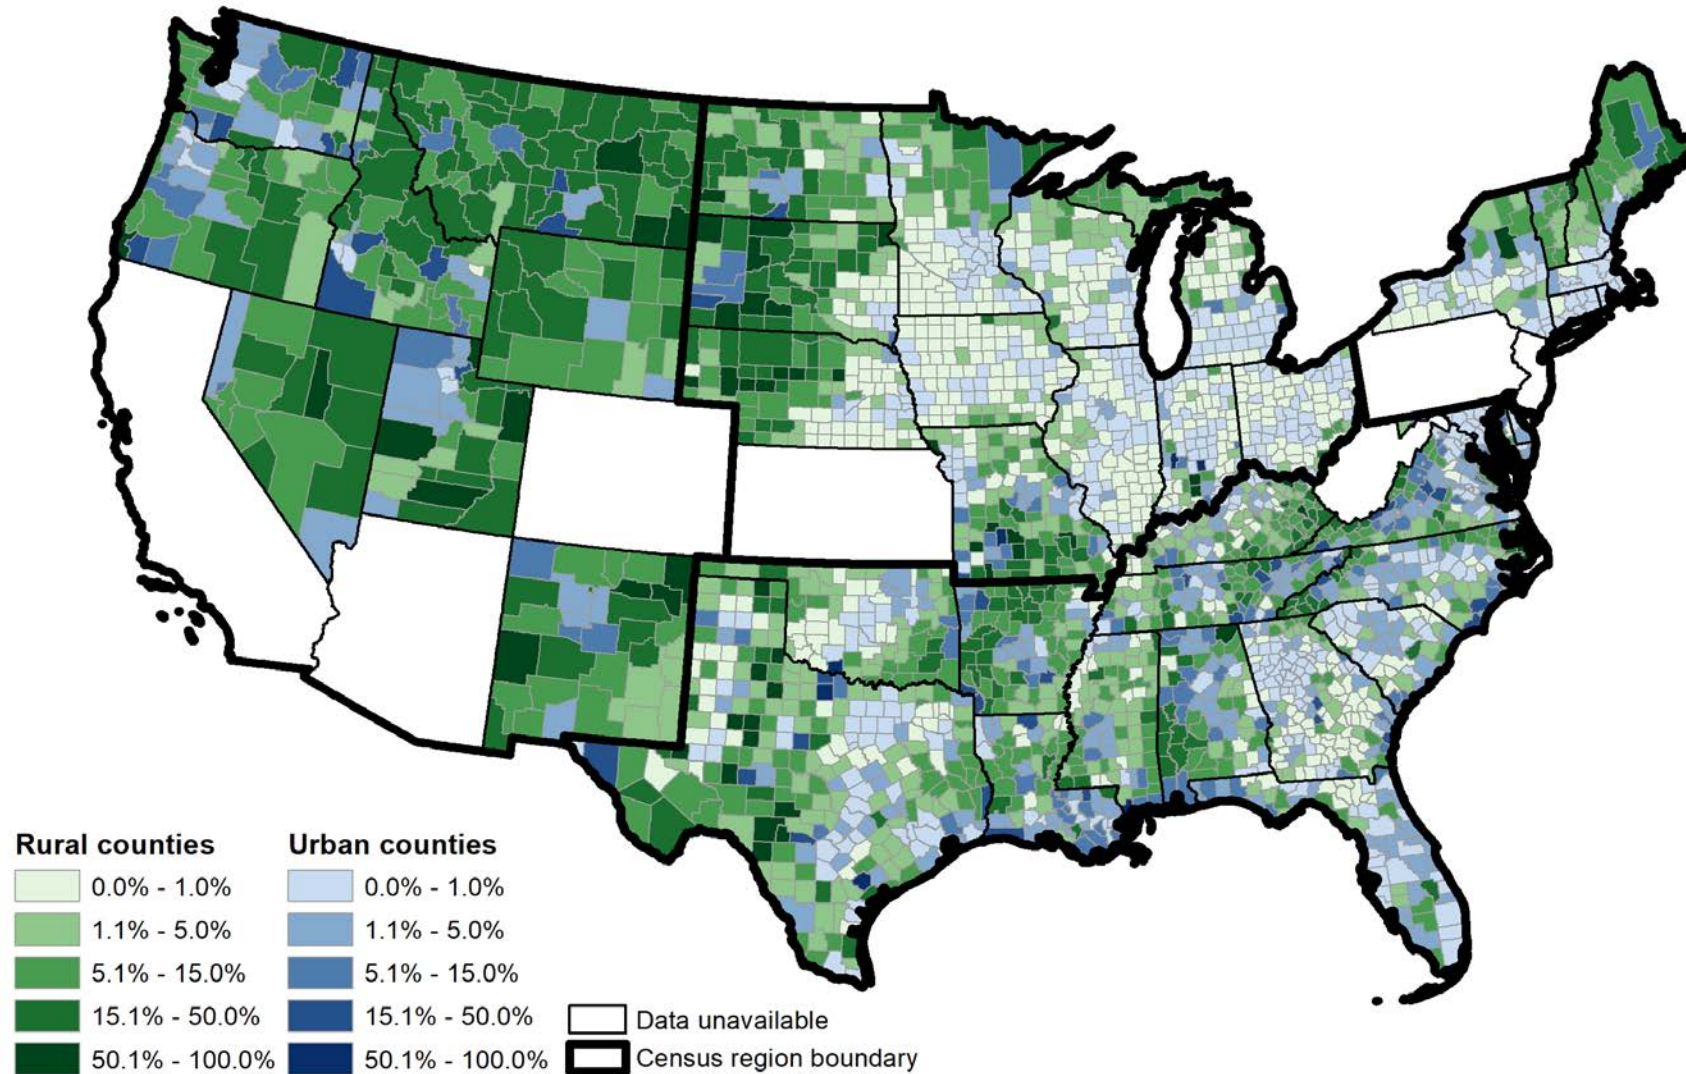 Rural counties
0.0% - 1.0%
1.1% - 5.0%
5.1% - 15.0%
15.1% - 50.0%
50.1% - 100.0%
Urban counties
0.0% - 1.0%
1.1% - 5.0%
5.1% - 15.0%
15.1% - 50.0%
50.1% - 100.0%
Data unavailable
Census region boundary